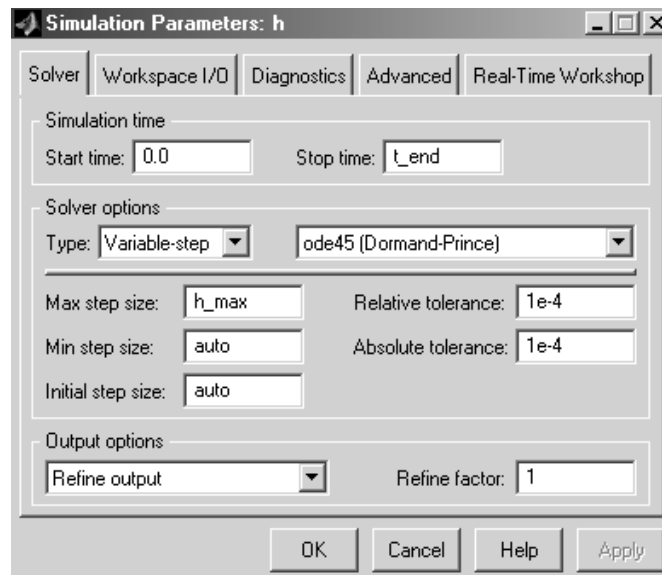 Simulation Parameters: h
Solver Workspace I/O Diagnostics Advanced Real-Time Workshop
Simulation time
Start time: 0.0 Stop time: t_end
Solver options
Type: Variable-step ode45 (Dormand-Prince)
Max step size: h_max Relative tolerance: 1e-4
Min step size: auto Absolute tolerance: 1e-4
Initial step size: auto
Output options
Refine output Refine factor: 1
OK Cancel Help Apply